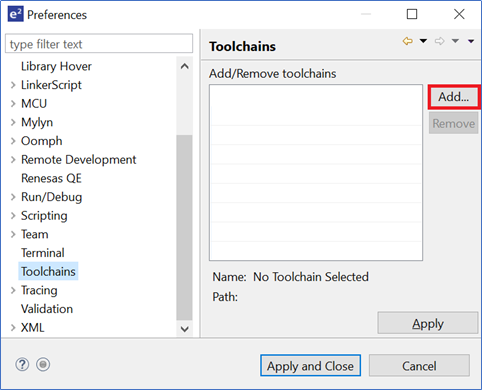 e² Preferences
type filter text
Library Hover
LinkerScript
MCU
Mylyn
Oomph
Remote Development
Renesas QE
Run/Debug
Scripting
Team
Terminal
Toolchains
Tracing
Validation
XML
Toolchains
Add/Remove toolchains
Add...
Remove
Name: No Toolchain Selected
Path:
Apply
? Apply and Close Cancel